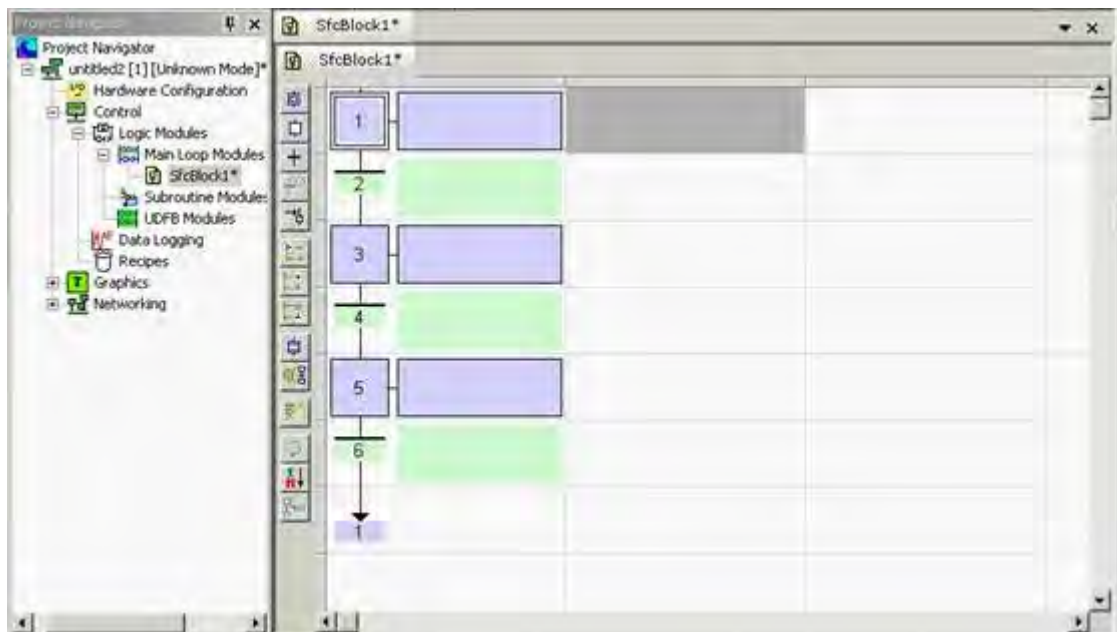 SfcBlock1*
Project Navigator
untitled2 [1] [Unknown Mode]*
Hardware Configuration
Control
Logic Modules
Main Loop Modules
SfcBlock1*
Subroutine Modules
UDFB Modules
Data Logging
Recipes
Graphics
Networking
SfcBlock1*
1
2
3
4
5
6
1